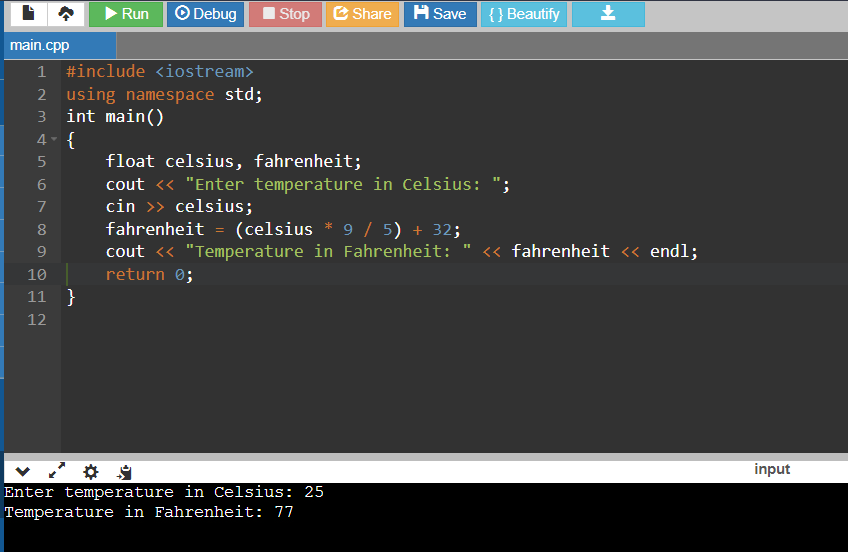 Run Debug Stop Share Save { } Beautify
main.cpp
1 #include <iostream>
2 using namespace std;
3 int main()
4 {
5     float celsius, fahrenheit;
6     cout << "Enter temperature in Celsius: ";
7     cin >> celsius;
8     fahrenheit = (celsius * 9 / 5) + 32;
9     cout << "Temperature in Fahrenheit: " << fahrenheit << endl;
10     return 0;
11 }
12
input
Enter temperature in Celsius: 25
Temperature in Fahrenheit: 77